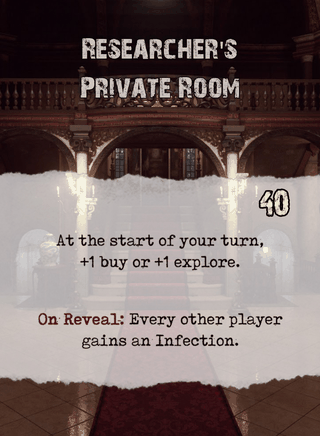 RESEARCHER'S
PRIVATE ROOM
40
At the start of your turn,
+1 buy or +1 explore.
On Reveal: Every other player
gains an Infection.